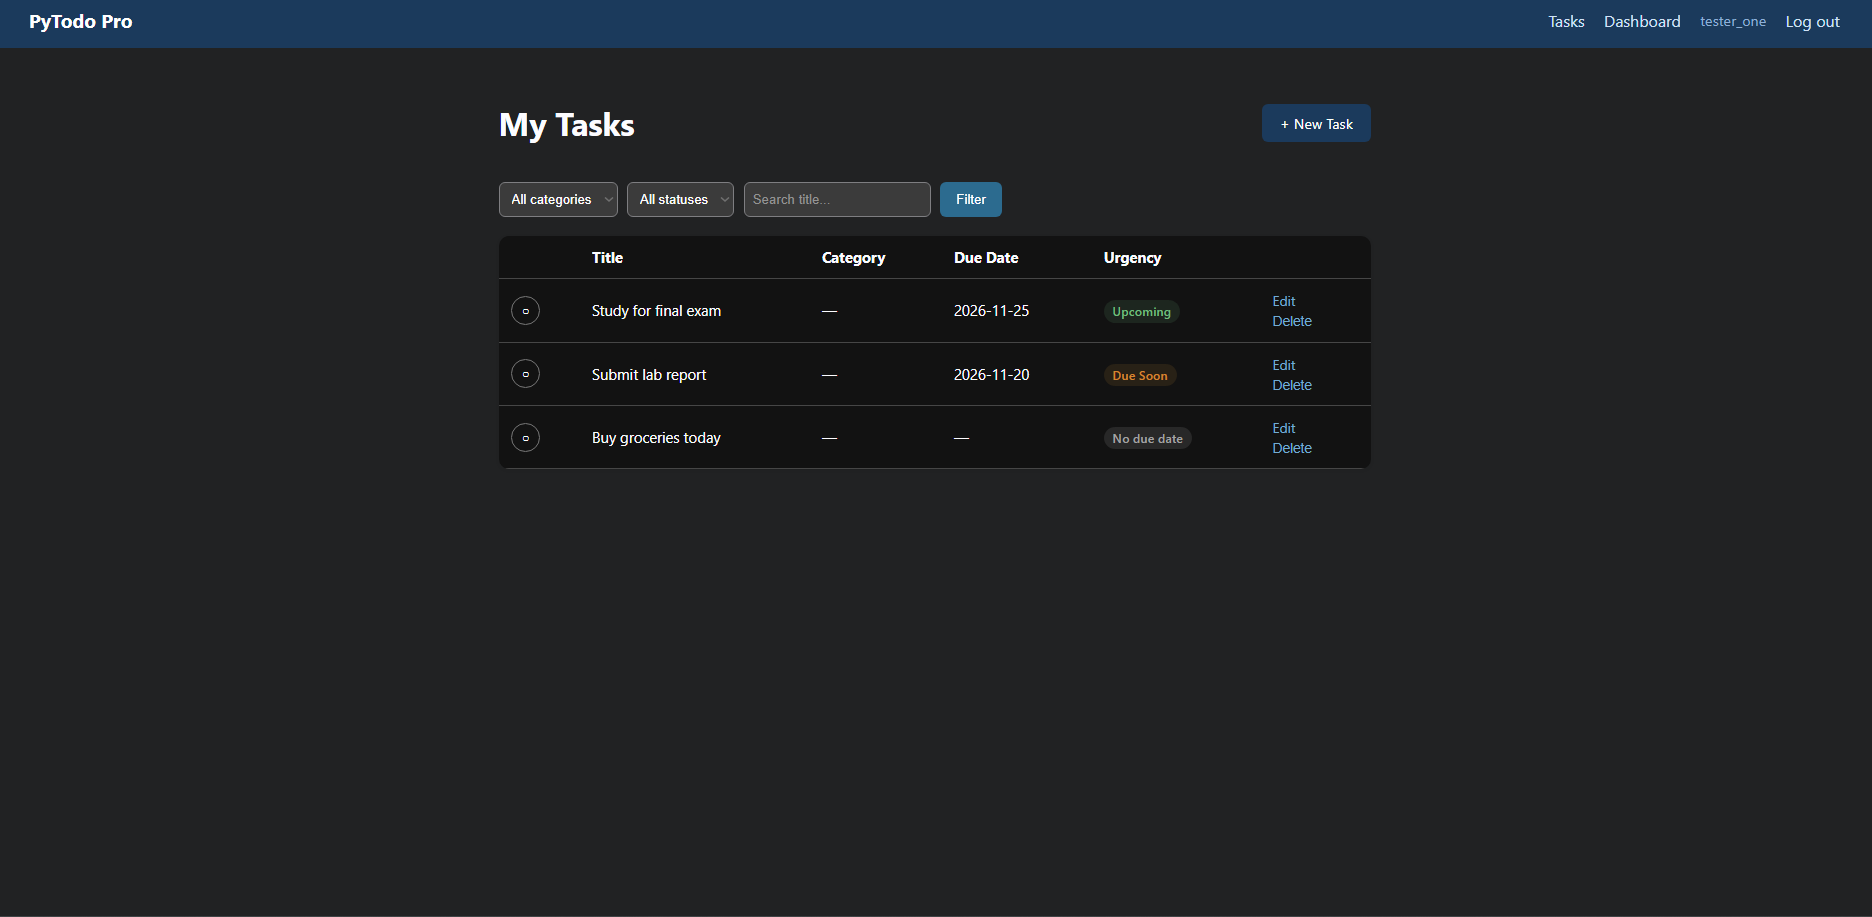 PyTodo Pro Tasks Dashboard tester_one Log out
My Tasks + New Task
All categories All statuses Search title... Filter
Title Category Due Date Urgency
Study for final exam — 2026-11-25 Upcoming Edit Delete
Submit lab report — 2026-11-20 Due Soon Edit Delete
Buy groceries today — — No due date Edit Delete